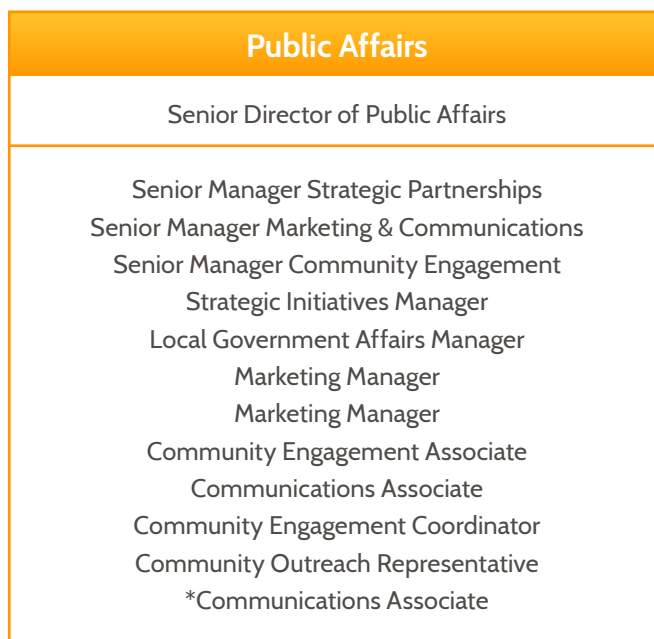 Public Affairs
Senior Director of Public Affairs
Senior Manager Strategic Partnerships
Senior Manager Marketing & Communications
Senior Manager Community Engagement
Strategic Initiatives Manager
Local Government Affairs Manager
Marketing Manager
Marketing Manager
Community Engagement Associate
Communications Associate
Community Engagement Coordinator
Community Outreach Representative
*Communications Associate